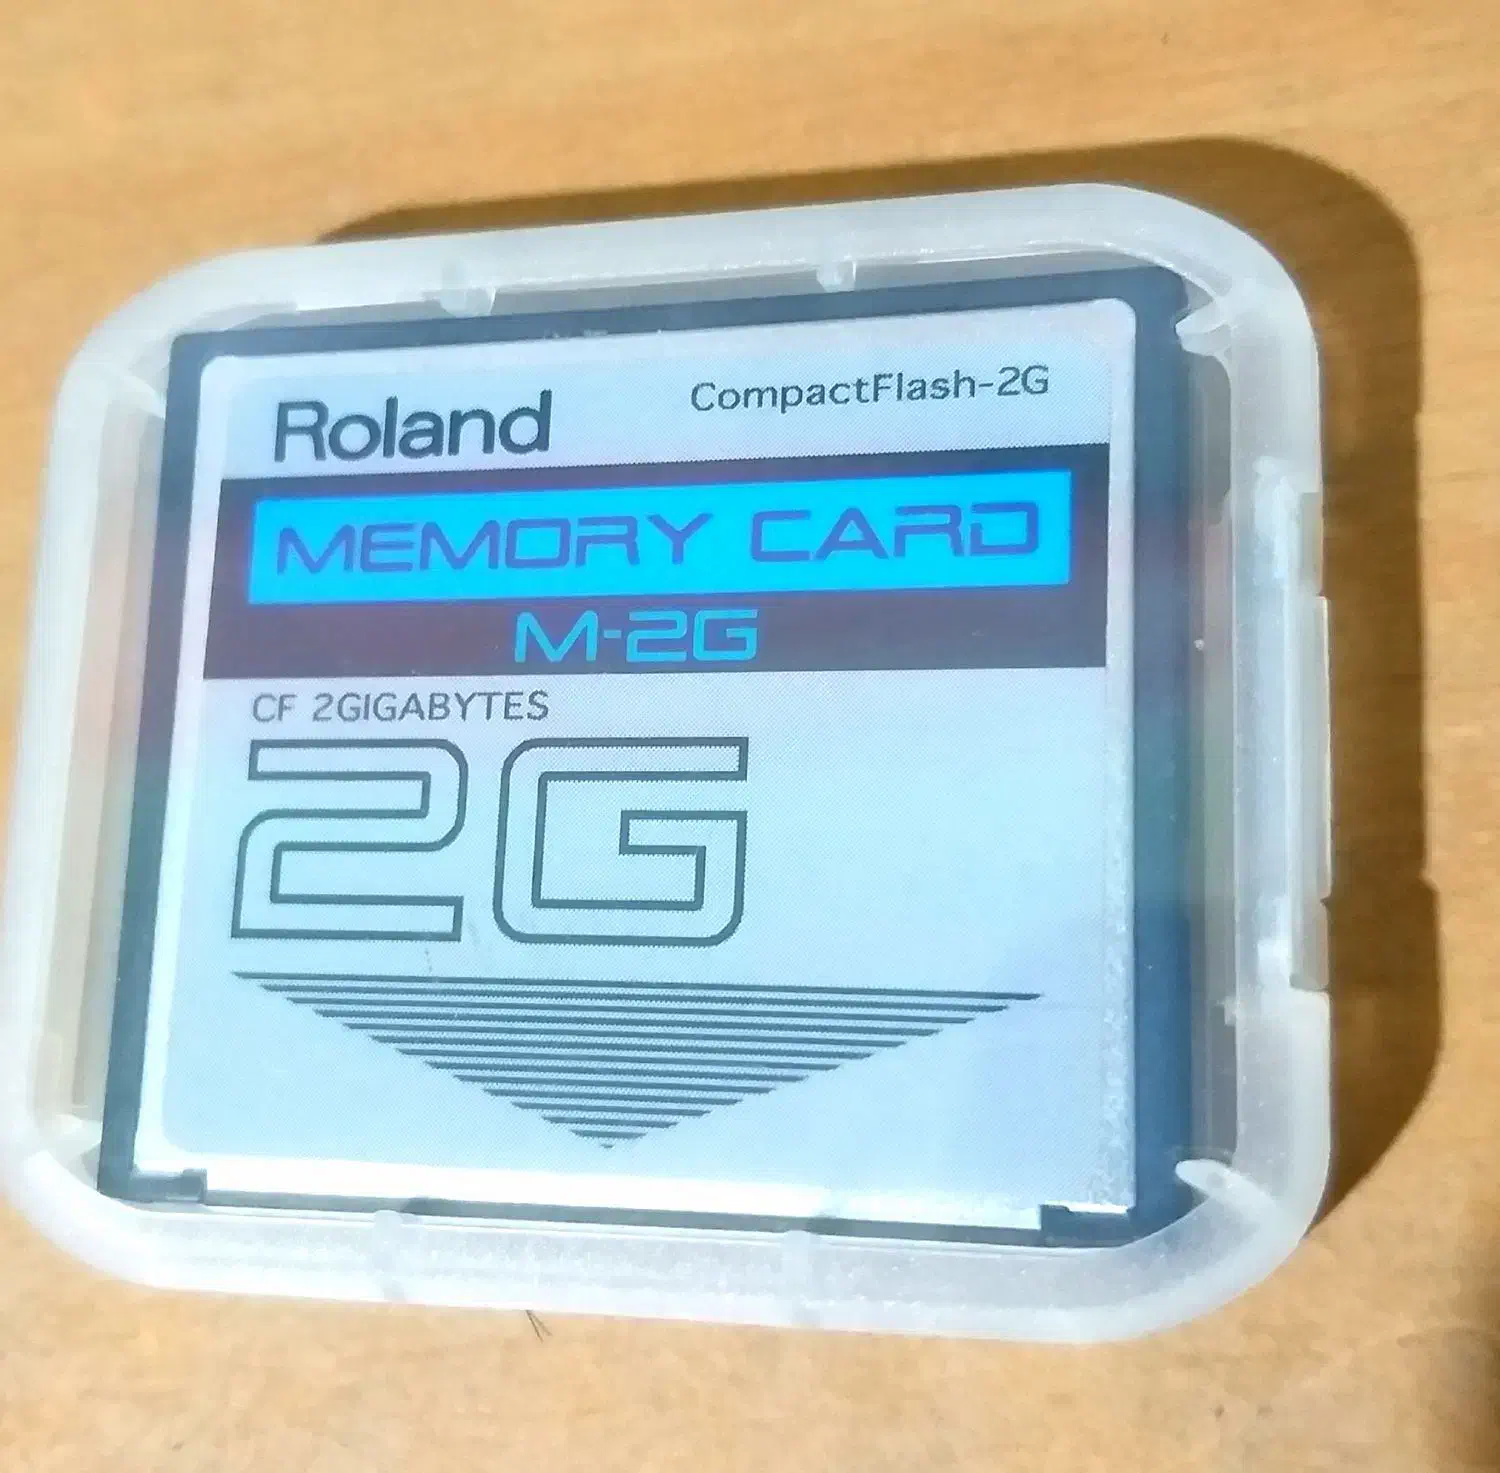 Roland CompactFlash-2G
MEMORY CARD
M-2G
CF 2GIGABYTES
2G